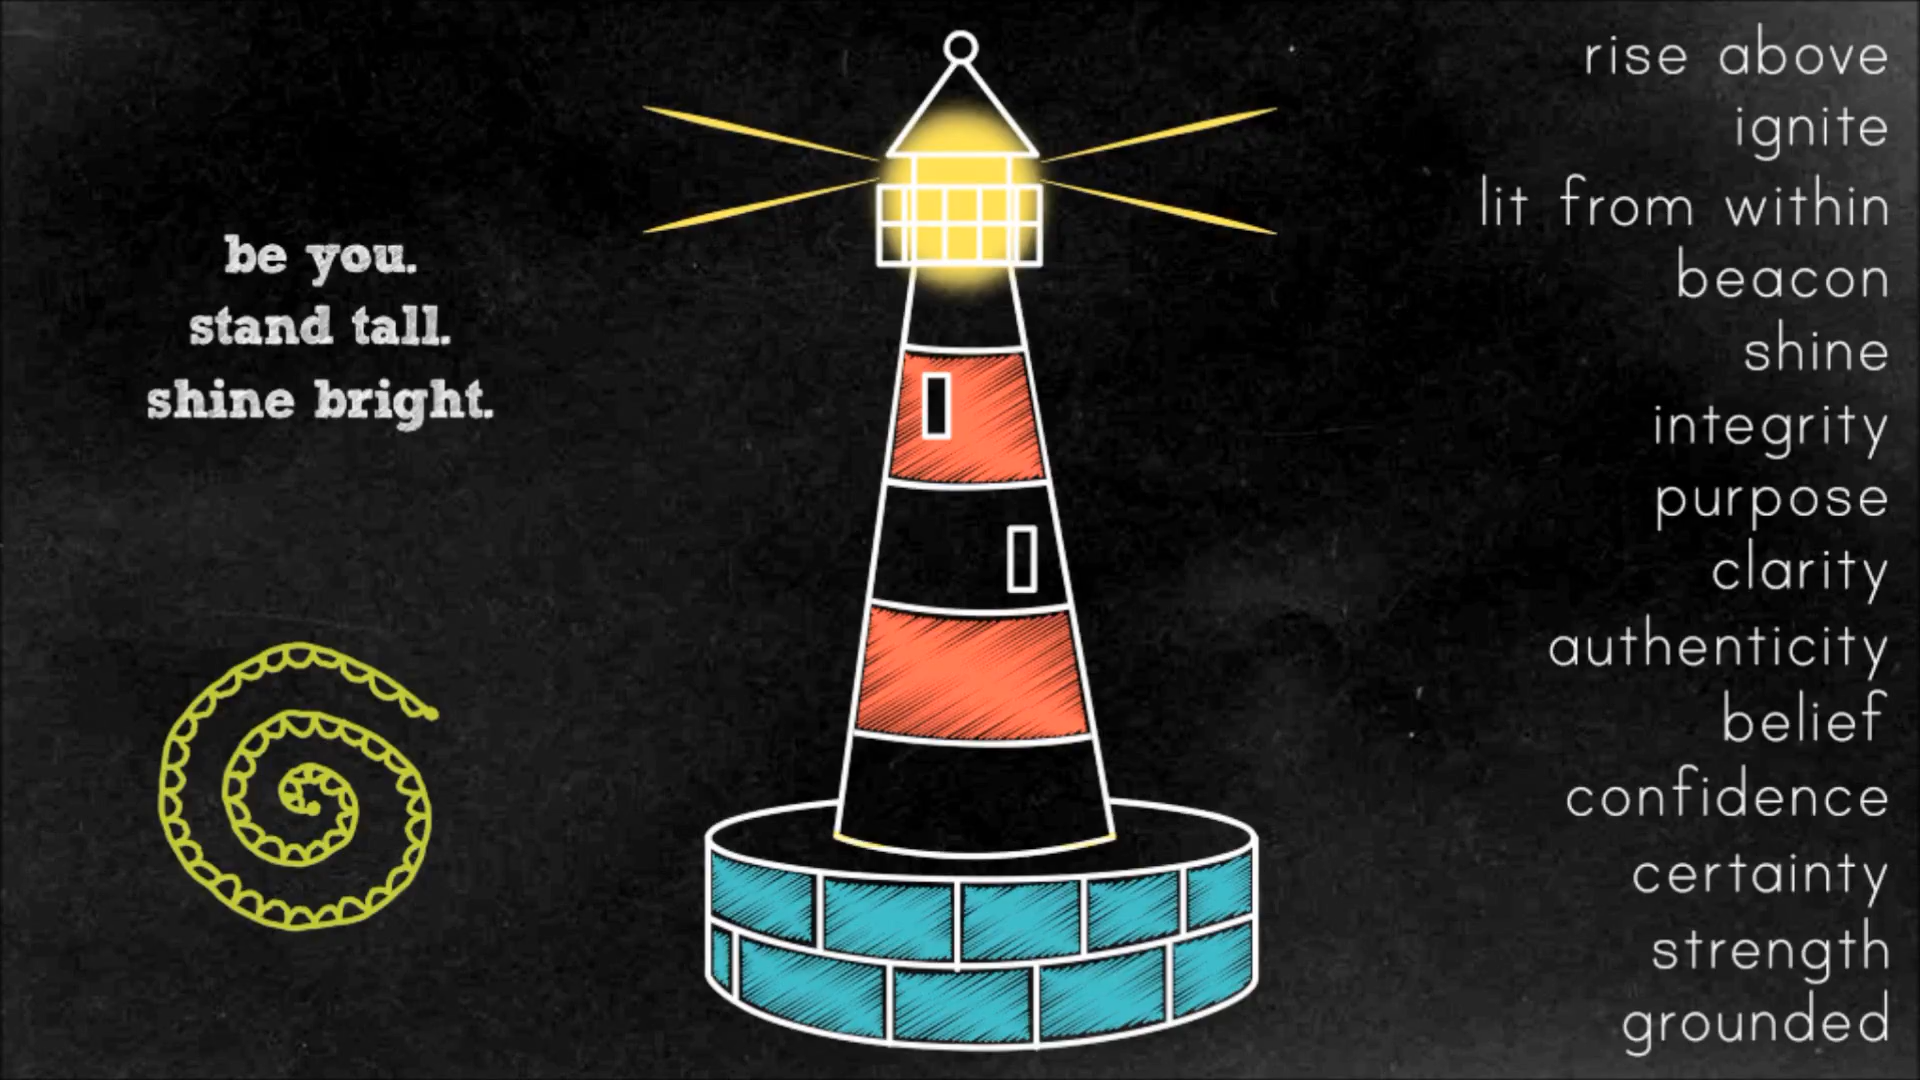 be you.
stand tall.
shine bright.
rise above
ignite
lit from within
beacon
shine
integrity
purpose
clarity
authenticity
belief
confidence
certainty
strength
grounded